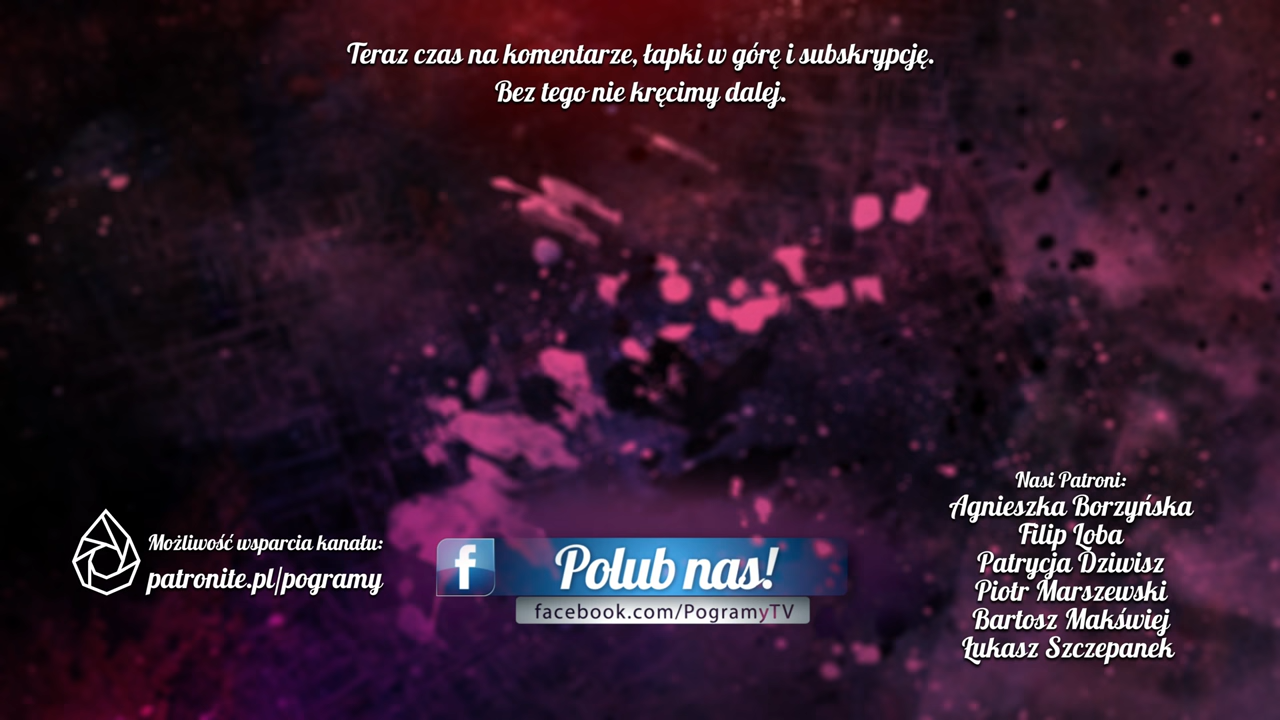 Teraz czas na komentarze, łapki w górę i subskrypcję.
Bez tego nie kręcimy dalej.
Możliwość wsparcia kanału:
patronite.pl/pogramy
f
Polub nas!
facebook.com/PogramyTV
Nasi Patroni:
Agnieszka Borzyńska
Filip Loba
Patrycja Dziwisz
Piotr Marszewski
Bartosz Makświej
Łukasz Szczepanek